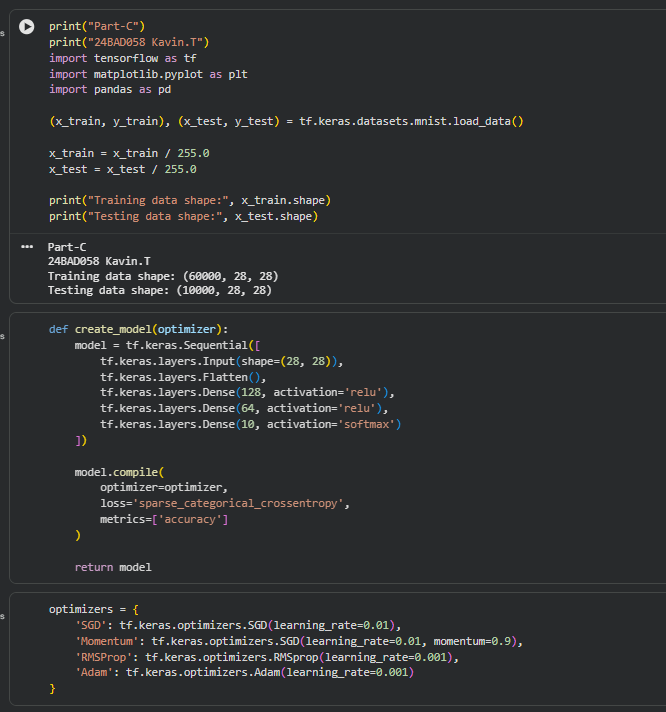 print("Part-C")
print("24BAD058 Kavin.T")
import tensorflow as tf
import matplotlib.pyplot as plt
import pandas as pd
(x_train, y_train), (x_test, y_test) = tf.keras.datasets.mnist.load_data()
x_train = x_train / 255.0
x_test = x_test / 255.0
print("Training data shape:", x_train.shape)
print("Testing data shape:", x_test.shape)
Part-C
24BAD058 Kavin.T
Training data shape: (60000, 28, 28)
Testing data shape: (10000, 28, 28)
def create_model(optimizer):
    model = tf.keras.Sequential([
        tf.keras.layers.Input(shape=(28, 28)),
        tf.keras.layers.Flatten(),
        tf.keras.layers.Dense(128, activation='relu'),
        tf.keras.layers.Dense(64, activation='relu'),
        tf.keras.layers.Dense(10, activation='softmax')
    ])
    model.compile(
        optimizer=optimizer,
        loss='sparse_categorical_crossentropy',
        metrics=['accuracy']
    )
    return model
optimizers = {
    'SGD': tf.keras.optimizers.SGD(learning_rate=0.01),
    'Momentum': tf.keras.optimizers.SGD(learning_rate=0.01, momentum=0.9),
    'RMSProp': tf.keras.optimizers.RMSprop(learning_rate=0.001),
    'Adam': tf.keras.optimizers.Adam(learning_rate=0.001)
}